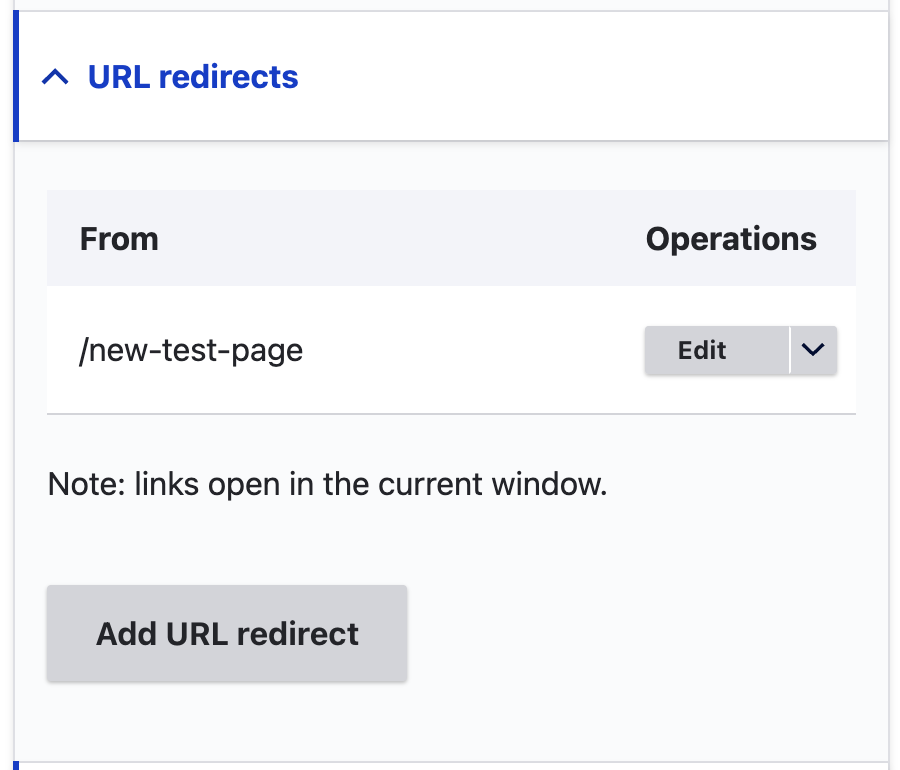 URL redirects
From Operations
/new-test-page Edit
Note: links open in the current window.
Add URL redirect